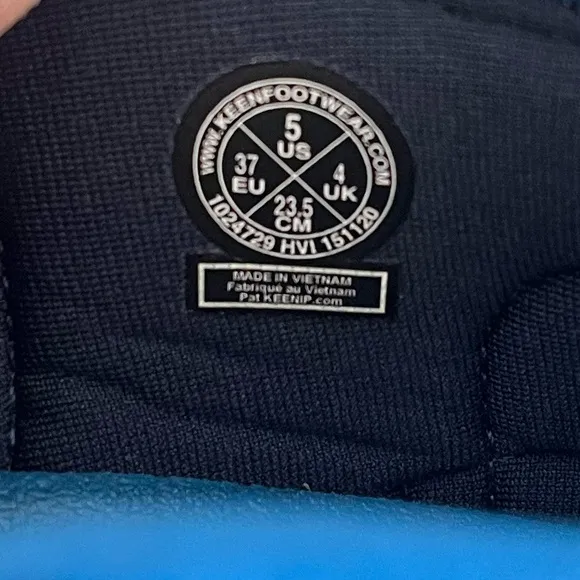 WWW.KEENFOOTWEAR.COM
5
US
37
EU
4
UK
23.5
CM
1024729 HVI 151120
MADE IN VIETNAM
Fabriqué au Vietnam
Pat KEENIP.com